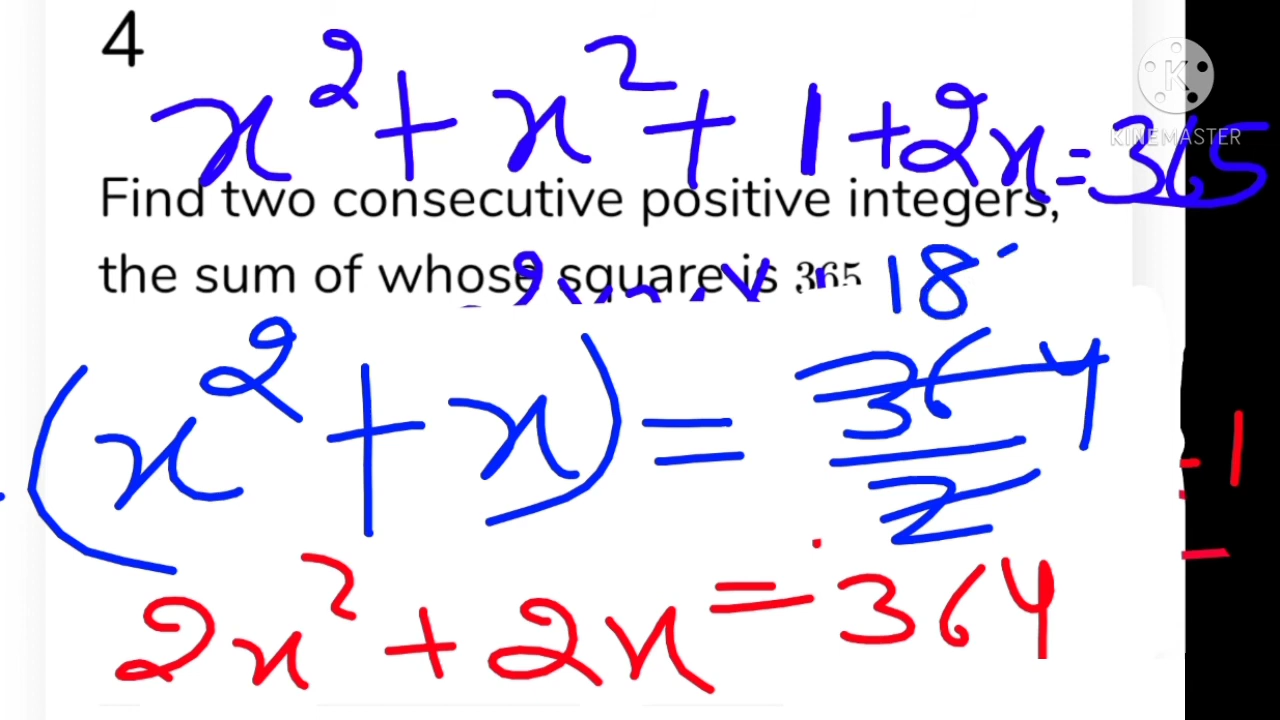 4
x² + x² + 1 + 2x = 365
KINEMASTER
Find two consecutive positive integers,
the sum of whose square is 365
18
(x² + x) = 364/2
2x² + 2x = 364
= 1